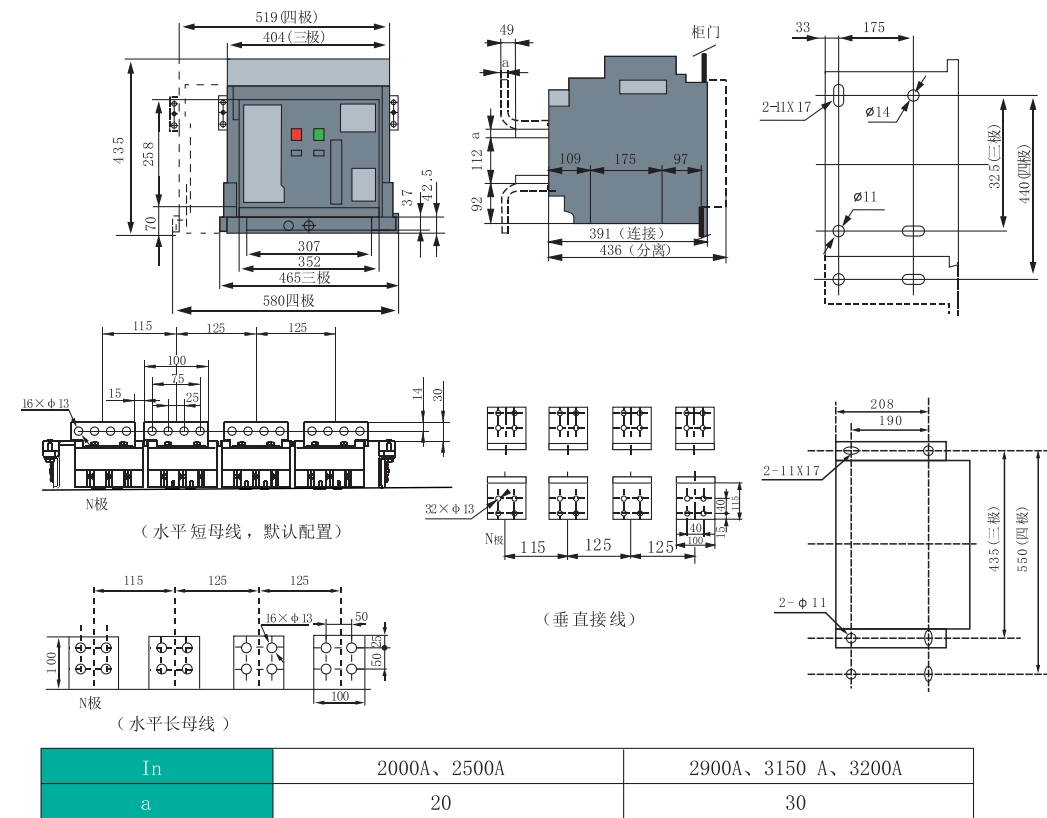 519(四极)
404(三极)
435
258
70
37
42.5
307
352
465三极
580四极
49
a
柜门
a
112
92
109
175
97
391（连接）
436（分离）
33
175
2-11X17
Ø14
325(三极)
440(四极)
Ø11
115
125
125
100
75
15
25
14
30
16×φ13
N极
（水平短母线，默认配置）
32×φ13
N极
40
100
15
40
115
115
125
125
（垂直接线）
208
190
2-11X17
435(三极)
550(四极)
2-φ11
115
125
125
16×φ13
50
25
50
100
100
N极
（水平长母线）
In
2000A、2500A
2900A、3150 A、3200A
a
20
30